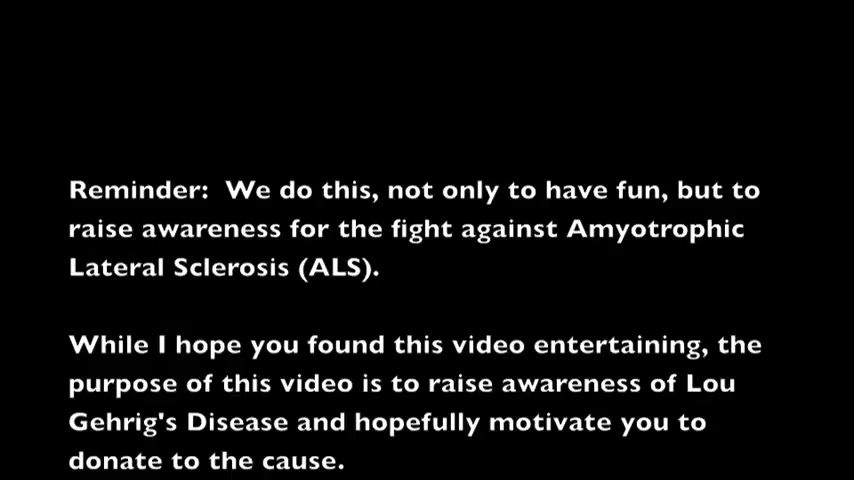 Reminder:  We do this, not only to have fun, but to
raise awareness for the fight against Amyotrophic
Lateral Sclerosis (ALS).
While I hope you found this video entertaining, the
purpose of this video is to raise awareness of Lou
Gehrig's Disease and hopefully motivate you to
donate to the cause.